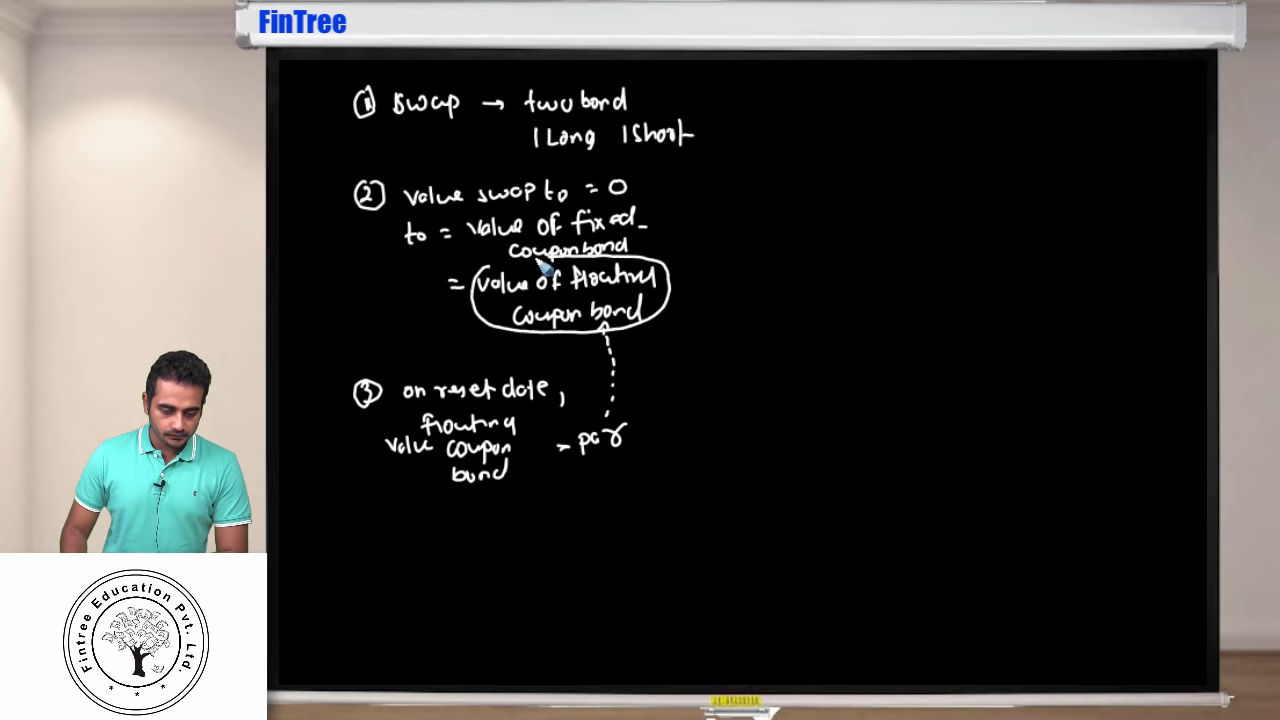 FinTree
① Swap → two bond
1 Long 1 Short
② value swap t0 = 0
t0 = value of fixed
coupon bond
= value of floating
coupon bond
③ on reset date,
floating
value coupon = par
bond
Fintree Education Pvt. Ltd.